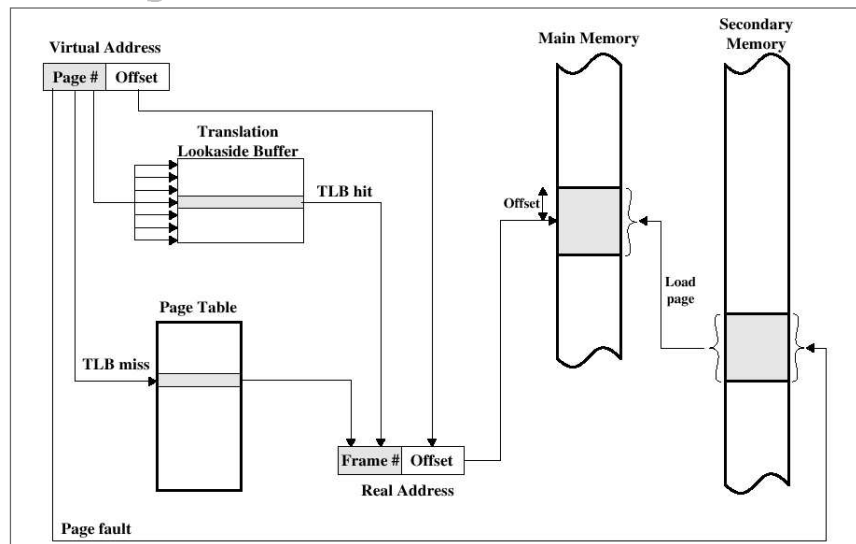 Virtual Address
Page #
Offset
Translation
Lookaside Buffer
TLB hit
Page Table
TLB miss
Frame #
Offset
Real Address
Page fault
Main Memory
Offset
Secondary
Memory
Load
page